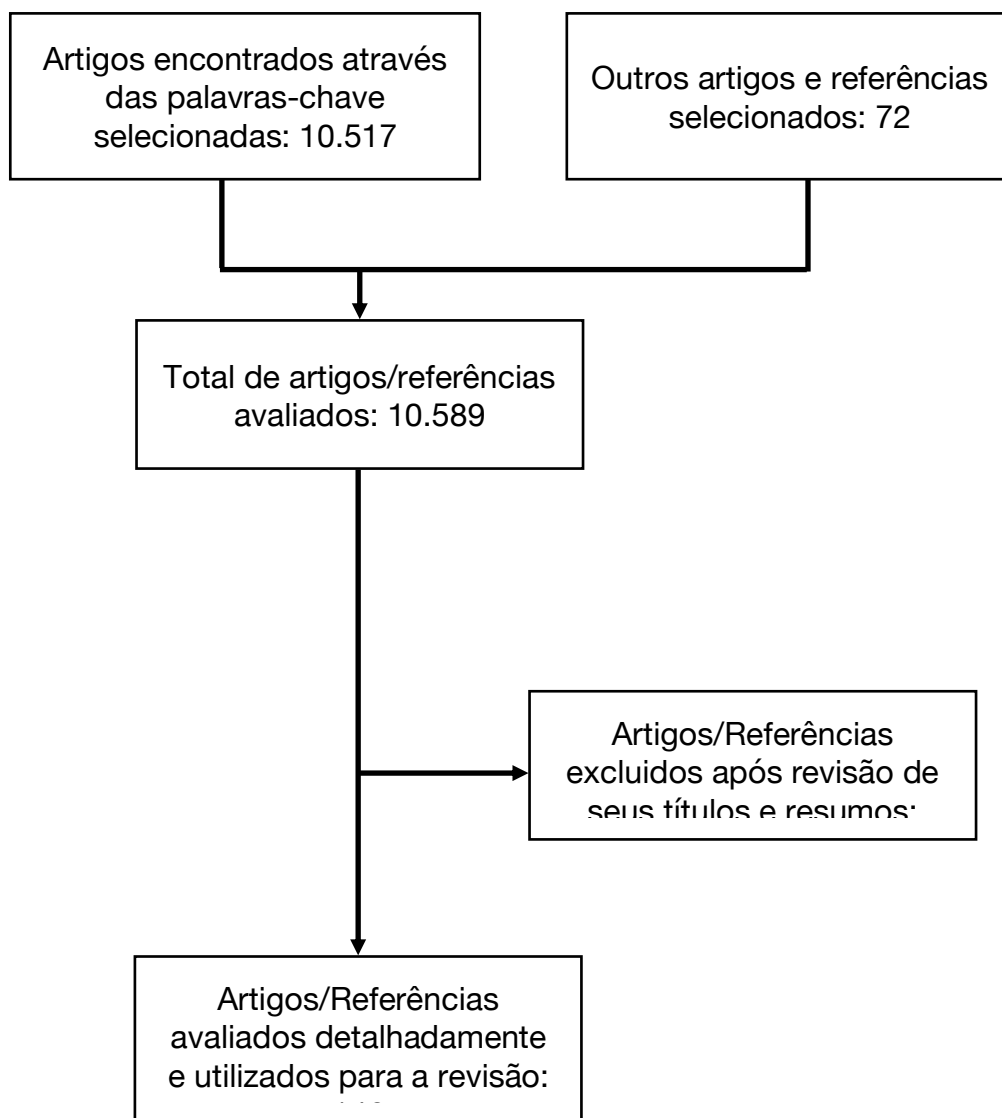 Artigos encontrados através
das palavras-chave
selecionadas: 10.517
Outros artigos e referências
selecionados: 72
Total de artigos/referências
avaliados: 10.589
Artigos/Referências
excluidos após revisão de
seus títulos e resumos:
Artigos/Referências
avaliados detalhadamente
e utilizados para a revisão: